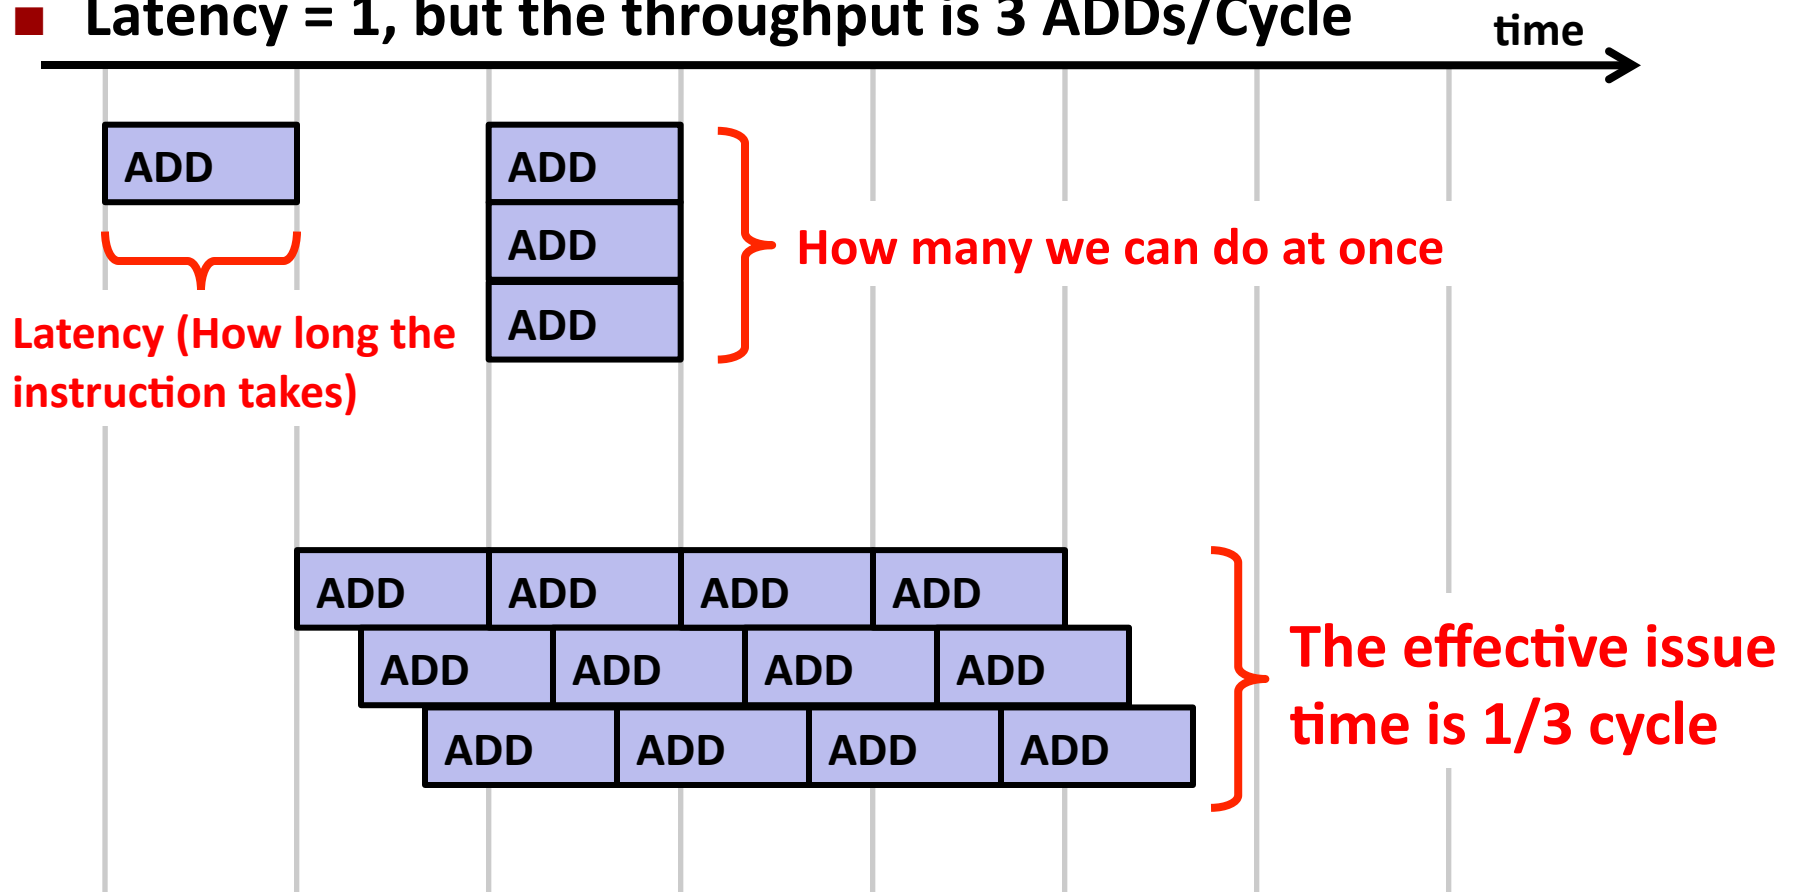 ■ Latency = 1, but the throughput is 3 ADDs/Cycle
time
ADD
ADD
ADD
ADD
How many we can do at once
Latency (How long the
instruction takes)
ADD ADD ADD ADD
ADD ADD ADD ADD
ADD ADD ADD ADD
The effective issue
time is 1/3 cycle